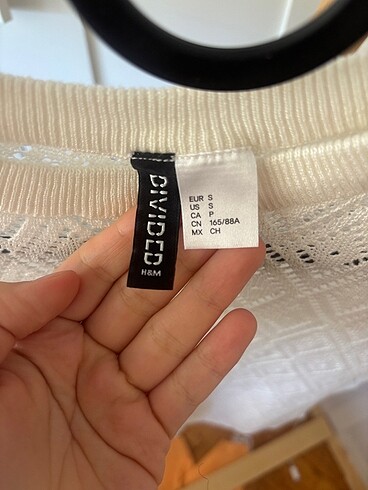 DIVIDED
H&M
EUR S
US S
CA P
CN 165/88A
MX CH